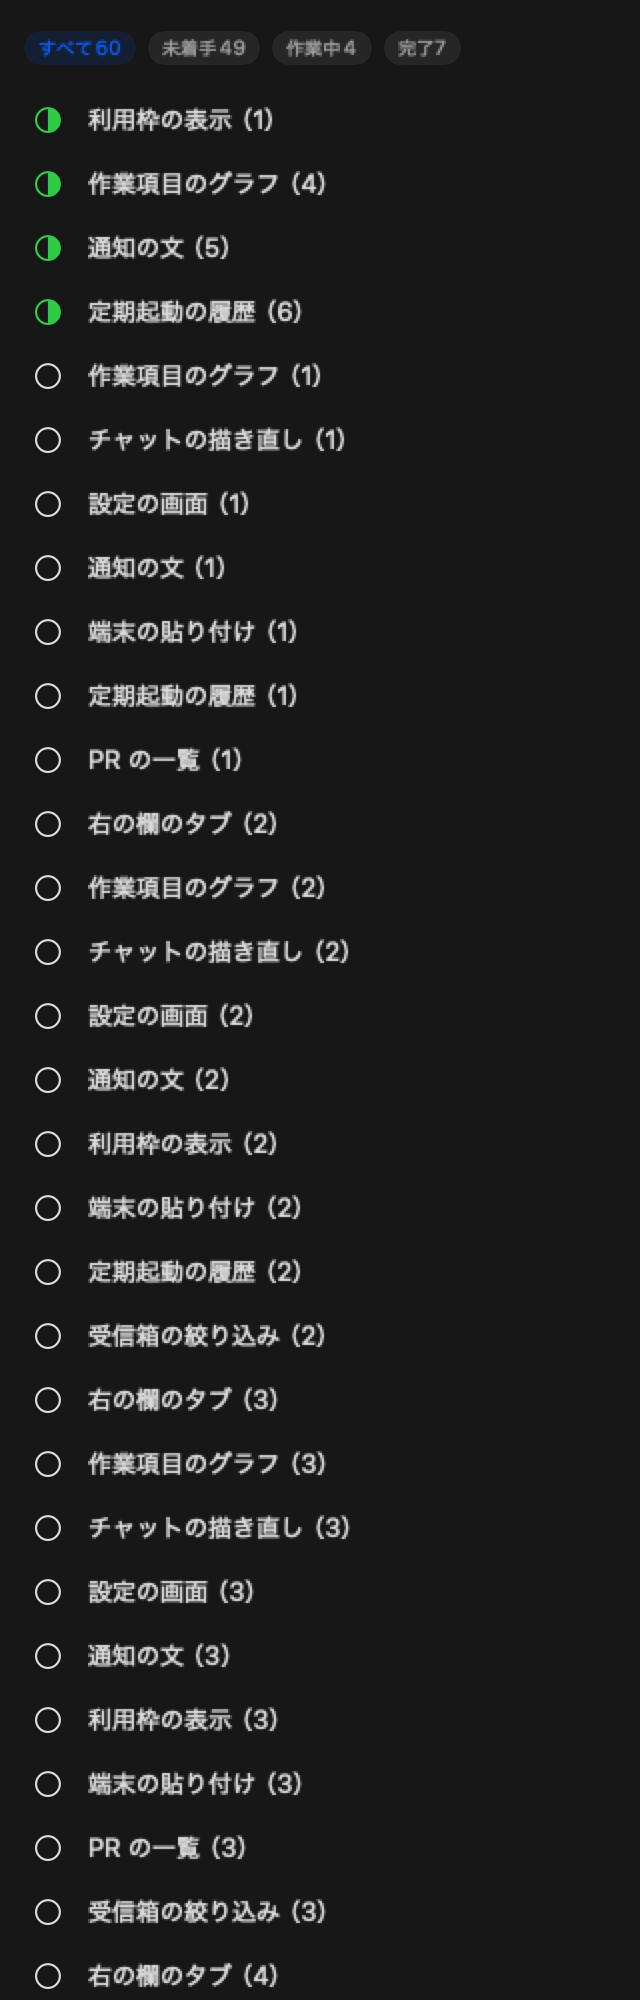 すべて 60 未着手 49 作業中 4 完了 7
利用枠の表示（1）
作業項目のグラフ（4）
通知の文（5）
定期起動の履歴（6）
作業項目のグラフ（1）
チャットの描き直し（1）
設定の画面（1）
通知の文（1）
端末の貼り付け（1）
定期起動の履歴（1）
PR の一覧（1）
右の欄のタブ（2）
作業項目のグラフ（2）
チャットの描き直し（2）
設定の画面（2）
通知の文（2）
利用枠の表示（2）
端末の貼り付け（2）
定期起動の履歴（2）
受信箱の絞り込み（2）
右の欄のタブ（3）
作業項目のグラフ（3）
チャットの描き直し（3）
設定の画面（3）
通知の文（3）
利用枠の表示（3）
端末の貼り付け（3）
PR の一覧（3）
受信箱の絞り込み（3）
右の欄のタブ（4）